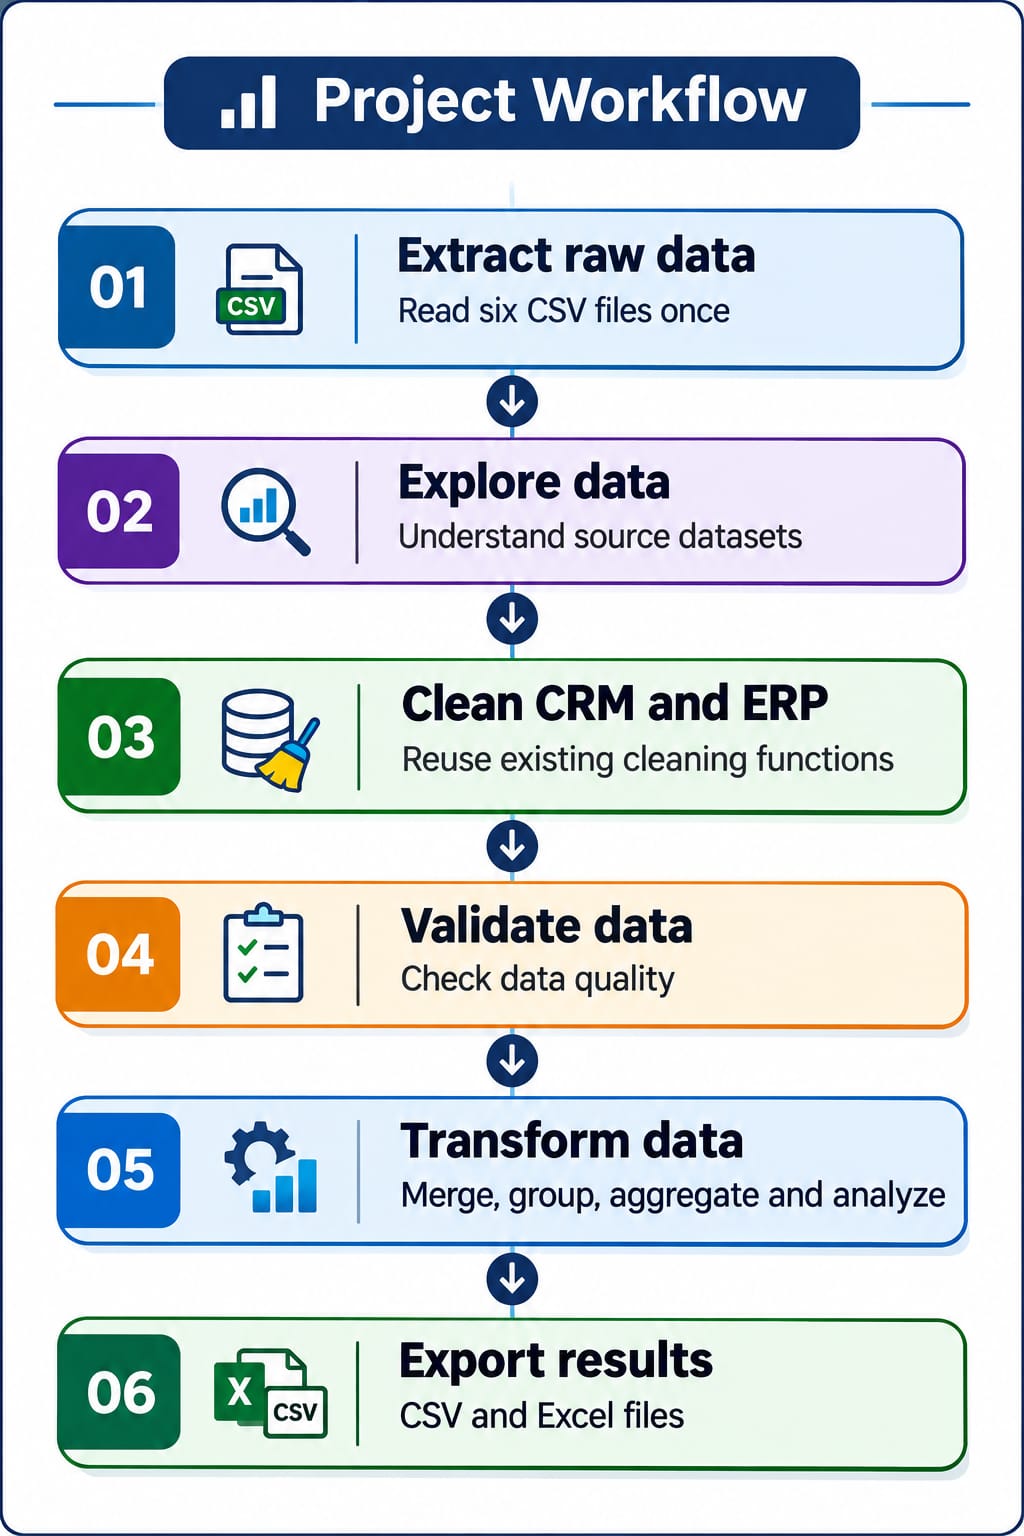 Project Workflow
01
CSV
Extract raw data
Read six CSV files once
02
Explore data
Understand source datasets
03
Clean CRM and ERP
Reuse existing cleaning functions
04
Validate data
Check data quality
05
Transform data
Merge, group, aggregate and analyze
06
X
CSV
Export results
CSV and Excel files